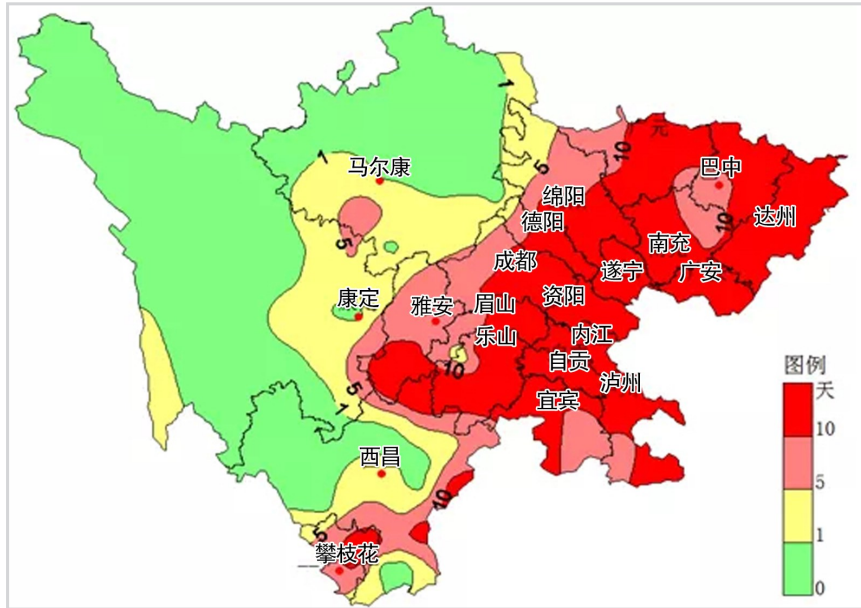 1
5
10
元
1
马尔康
巴中
绵阳
达州
德阳
10
5
南充
成都
遂宁
广安
康定
雅安
眉山
资阳
乐山
内江
10
自贡
5
泸州
1
宜宾
西昌
10
5
攀枝花
图例
天
10
5
1
0